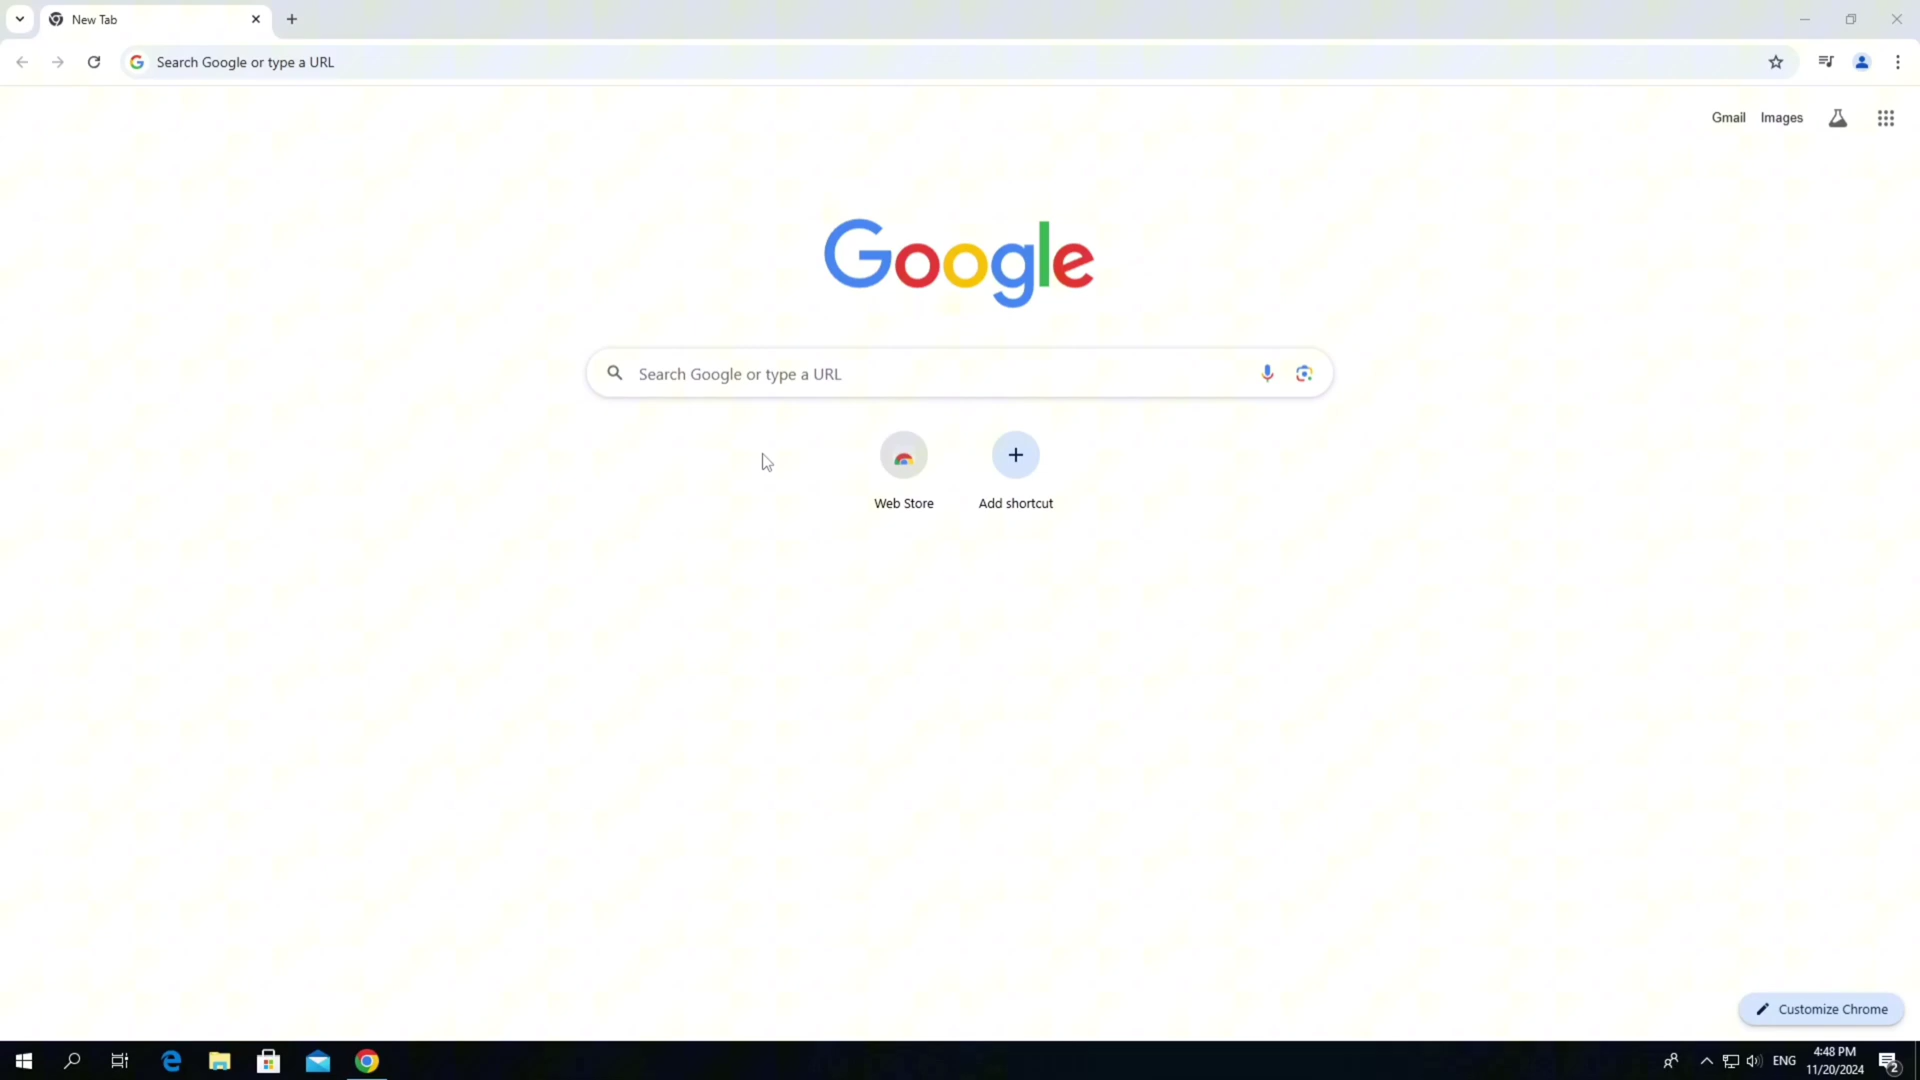 New Tab
Search Google or type a URL
Gmail Images
Google
Search Google or type a URL
Web Store
Add shortcut
Customize Chrome
ENG
4:48 PM
11/20/2024
2